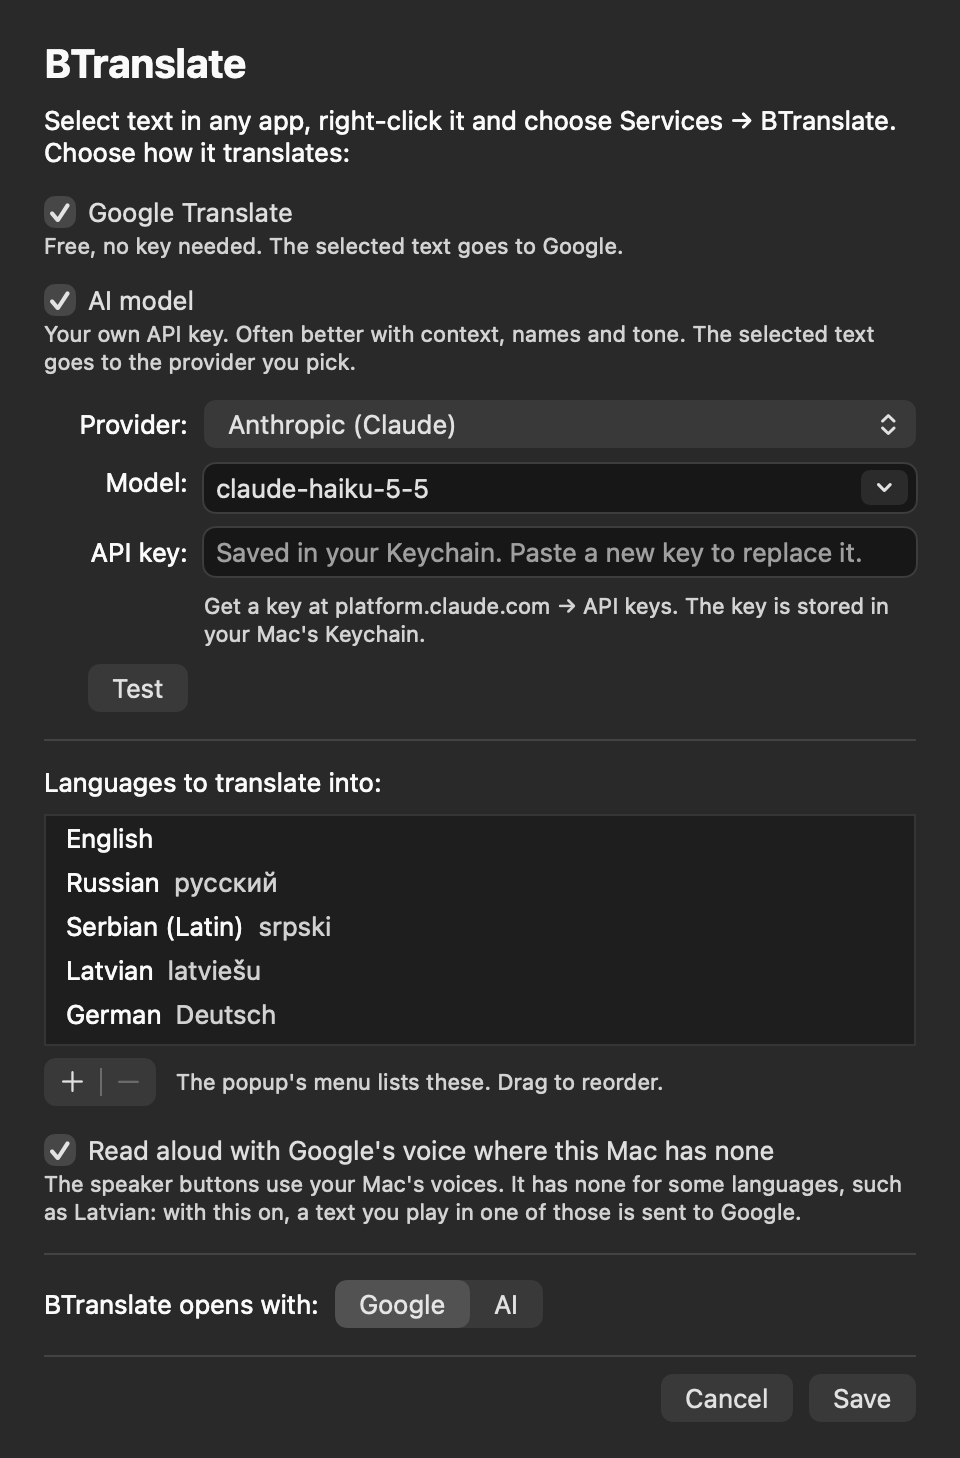 BTranslate
Select text in any app, right-click it and choose Services → BTranslate.
Choose how it translates:
Google Translate
Free, no key needed. The selected text goes to Google.
AI model
Your own API key. Often better with context, names and tone. The selected text
goes to the provider you pick.
Provider: Anthropic (Claude)
Model: claude-haiku-5-5
API key: Saved in your Keychain. Paste a new key to replace it.
Get a key at platform.claude.com → API keys. The key is stored in
your Mac's Keychain.
Test
Languages to translate into:
English
Russian русский
Serbian (Latin) srpski
Latvian latviešu
German Deutsch
The popup's menu lists these. Drag to reorder.
Read aloud with Google's voice where this Mac has none
The speaker buttons use your Mac's voices. It has none for some languages, such
as Latvian: with this on, a text you play in one of those is sent to Google.
BTranslate opens with: Google AI
Cancel Save